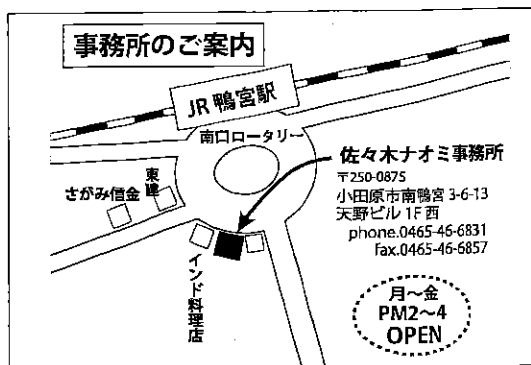 事務所のご案内
JR 鴨宮駅
南口ロータリー
東建
さがみ信金
インド料理店
佐々木ナオミ事務所
〒250-0875
小田原市南鴨宮 3-6-13
天野ビル 1F 西
phone.0465-46-6831
Fax.0465-46-6857
月〜金
PM2〜4
OPEN